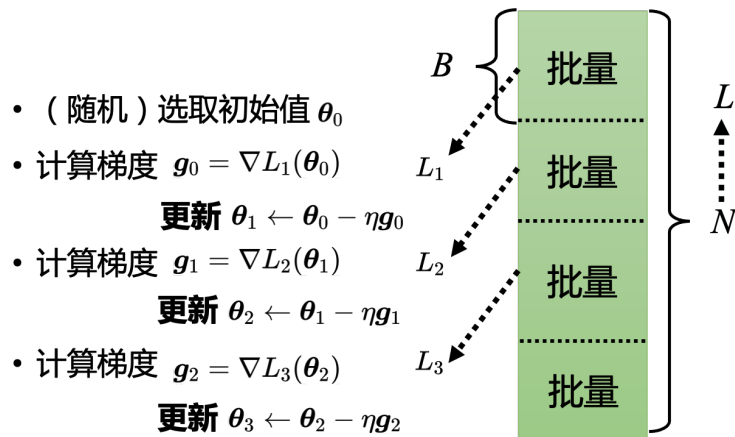 • （随机）选取初始值 θ₀
• 计算梯度 g₀ = ∇L₁(θ₀)
更新 θ₁ ← θ₀ − ηg₀
• 计算梯度 g₁ = ∇L₂(θ₁)
更新 θ₂ ← θ₁ − ηg₁
• 计算梯度 g₂ = ∇L₃(θ₂)
更新 θ₃ ← θ₂ − ηg₂
B
L₁
L₂
L₃
批量
批量
批量
批量
L
N